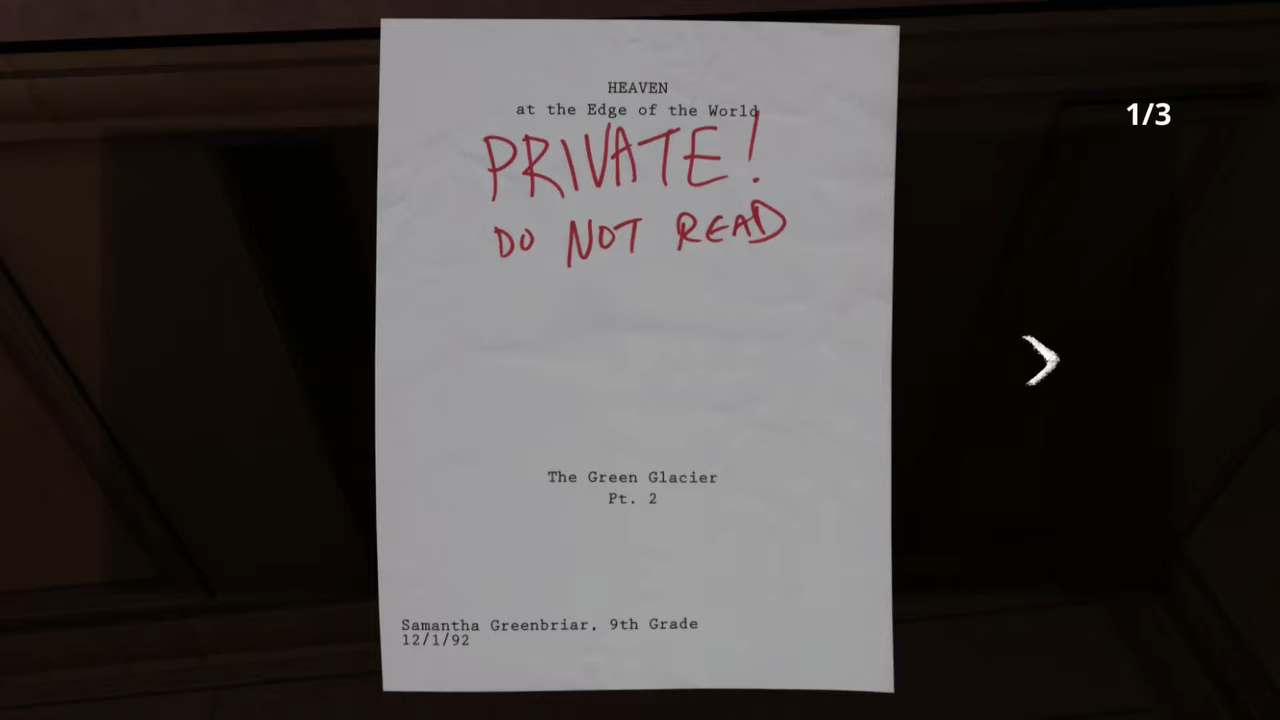 HEAVEN
at the Edge of the World
PRIVATE!
DO NOT READ
The Green Glacier
Pt. 2
Samantha Greenbriar, 9th Grade
12/1/92
1/3